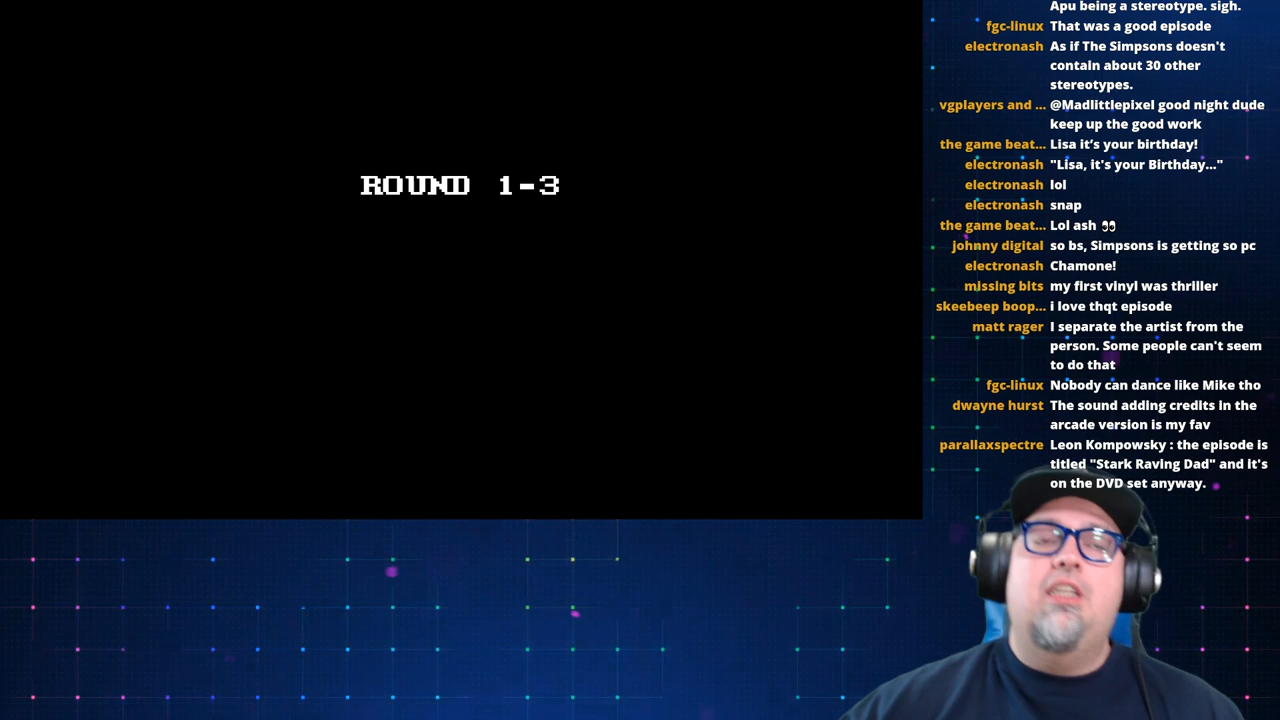 ROUND 1-3
Apu being a stereotype. sigh.
fgc-linux That was a good episode
electronash As if The Simpsons doesn't
contain about 30 other
stereotypes.
vgplayers and ... @Madlittlepixel good night dude
keep up the good work
the game beat... Lisa it’s your birthday!
electronash "Lisa, it's your Birthday..."
electronash lol
electronash snap
the game beat... Lol ash 👀
johnny digital so bs, Simpsons is getting so pc
electronash Chamone!
missing bits my first vinyl was thriller
skeebeep boop... i love thqt episode
matt rager I separate the artist from the
person. Some people can't seem
to do that
fgc-linux Nobody can dance like Mike tho
dwayne hurst The sound adding credits in the
arcade version is my fav
parallaxspectre Leon Kompowsky : the episode is
titled "Stark Raving Dad" and it's
on the DVD set anyway.